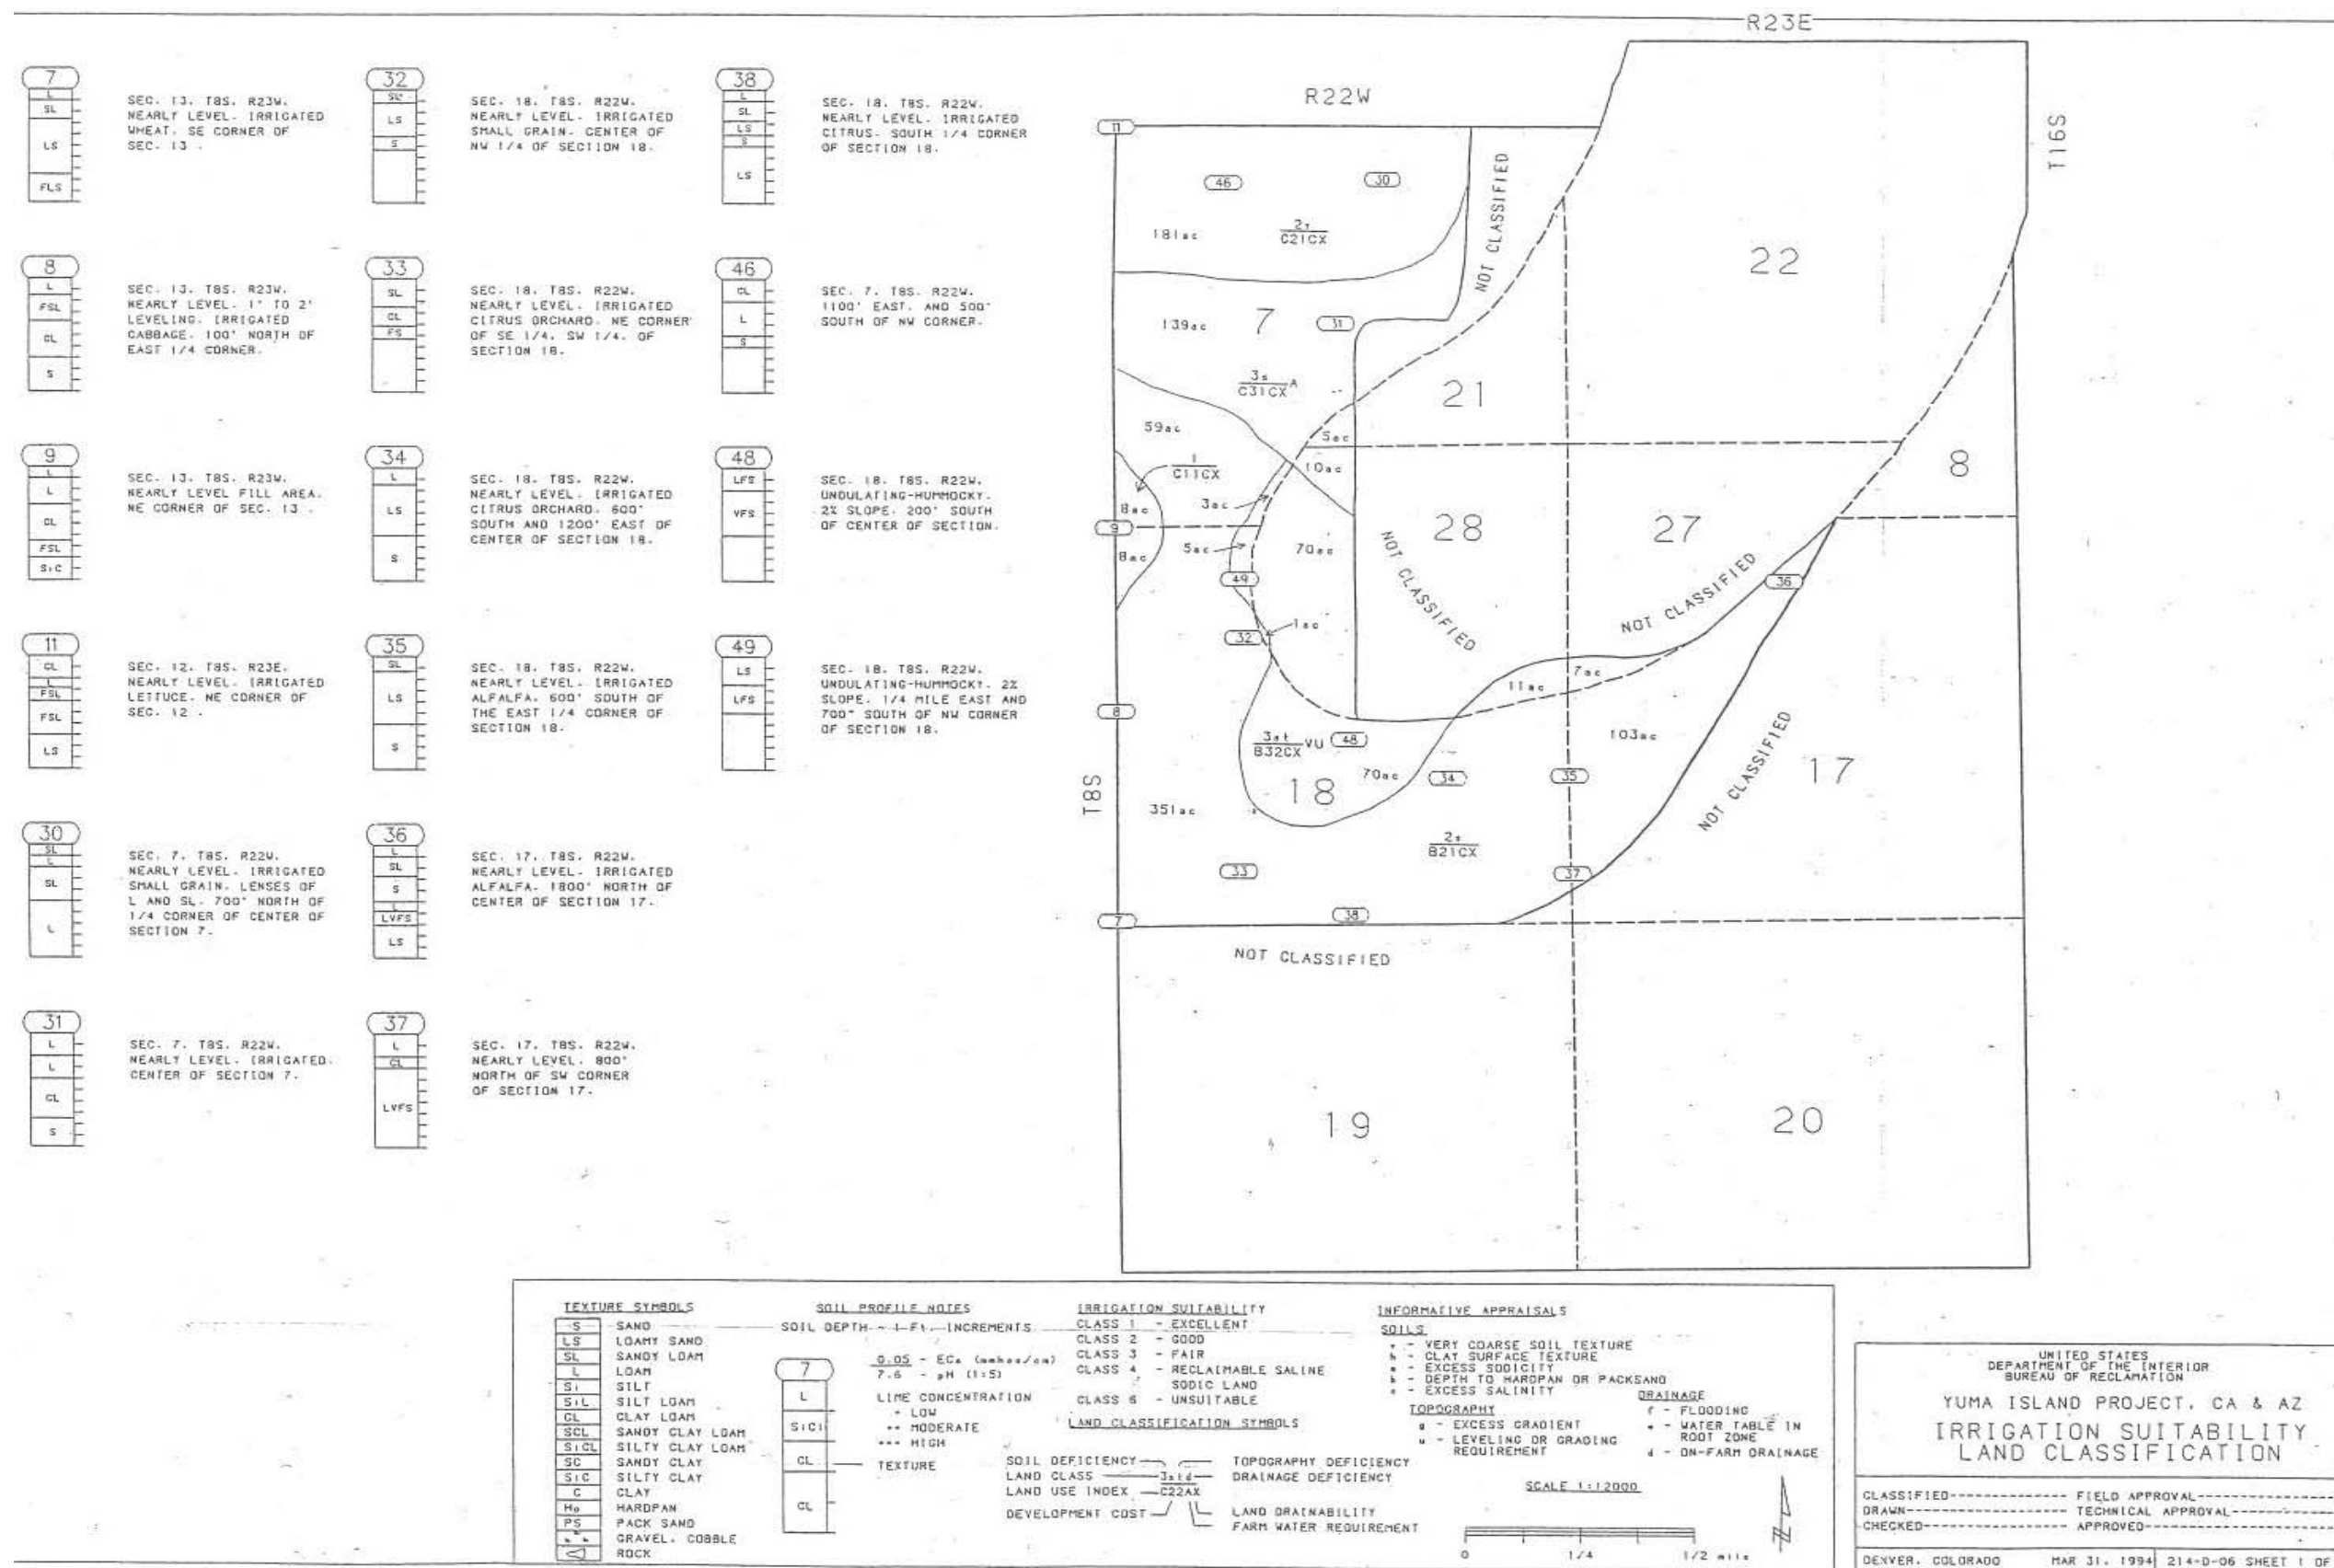 R23E
7
L
SL
LS
FLS
SEC. 13. T8S. R23W.
NEARLY LEVEL. IRRIGATED
WHEAT. SE CORNER OF
SEC. 13 .
8
L
FSL
CL
S
SEC. 13. T8S. R23W.
NEARLY LEVEL. 1' TO 2'
LEVELING. IRRIGATED
CABBAGE. 100' NORTH OF
EAST 1/4 CORNER.
9
L
L
CL
FSL
SiC
SEC. 13. T8S. R23W.
NEARLY LEVEL FILL AREA.
NE CORNER OF SEC. 13 .
11
CL
L
FSL
FSL
LS
SEC. 12. T8S. R23E.
NEARLY LEVEL. IRRIGATED
LETTUCE. NE CORNER OF
SEC. 12 .
30
SL
L
SL
L
SEC. 7. T8S. R22W.
NEARLY LEVEL. IRRIGATED
SMALL GRAIN. LENSES OF
L AND SL. 700' NORTH OF
1/4 CORNER OF CENTER OF
SECTION 7.
31
L
L
CL
S
SEC. 7. T8S. R22W.
NEARLY LEVEL. IRRIGATED.
CENTER OF SECTION 7.
32
SL
LS
S
SEC. 18. T8S. R22W.
NEARLY LEVEL. IRRIGATED
SMALL GRAIN. CENTER OF
NW 1/4 OF SECTION 18.
33
SL
CL
FS
SEC. 18. T8S. R22W.
NEARLY LEVEL. IRRIGATED
CITRUS ORCHARD. NE CORNER
OF SE 1/4. SW 1/4. OF
SECTION 18.
34
L
LS
S
SEC. 18. T8S. R22W.
NEARLY LEVEL. IRRIGATED
CITRUS ORCHARD. 600'
SOUTH AND 1200' EAST OF
CENTER OF SECTION 18.
35
SL
LS
S
SEC. 18. T8S. R22W.
NEARLY LEVEL. IRRIGATED
ALFALFA. 600' SOUTH OF
THE EAST 1/4 CORNER OF
SECTION 18.
36
L
SL
S
L
LVFS
LS
SEC. 17. T8S. R22W.
NEARLY LEVEL. IRRIGATED
ALFALFA. 1800' NORTH OF
CENTER OF SECTION 17.
37
L
CL
LVFS
SEC. 17. T8S. R22W.
NEARLY LEVEL. 800'
NORTH OF SW CORNER
OF SECTION 17.
38
L
SL
LS
S
LS
SEC. 18. T8S. R22W.
NEARLY LEVEL. IRRIGATED
CITRUS. SOUTH 1/4 CORNER
OF SECTION 18.
46
CL
L
S
SEC. 7. T8S. R22W.
1100' EAST. AND 500'
SOUTH OF NW CORNER.
48
LFS
VFS
SEC. 18. T8S. R22W.
UNDULATING-HUMMOCKY.
2% SLOPE. 200' SOUTH
OF CENTER OF SECTION.
49
LS
LFS
SEC. 18. T8S. R22W.
UNDULATING-HUMMOCKY. 2%
SLOPE. 1/4 MILE EAST AND
700' SOUTH OF NW CORNER
OF SECTION 18.
R22W
T16S
11
46
30
NOT CLASSIFIED
181ac
2s
C21CX
22
139ac
7
31
3s
C31CX A
21
59ac
5ac
8
1
C11CX
10ac
8ac
3ac
9
28
27
8ac
5ac
70ac
NOT CLASSIFIED
49
36
NOT CLASSIFIED
32
1ac
7ac
11ac
8
3st
B32CX VU
48
103ac
NOT CLASSIFIED
70ac
34
35
17
T8S
18
351ac
2s
B21CX
33
37
7
38
NOT CLASSIFIED
19
20
TEXTURE SYMBOLS
S SAND
LS LOAMY SAND
SL SANDY LOAM
L LOAM
Si SILT
SiL SILT LOAM
CL CLAY LOAM
SCL SANDY CLAY LOAM
SiCL SILTY CLAY LOAM
SC SANDY CLAY
SiC SILTY CLAY
C CLAY
Ha HARDPAN
PS PACK SAND
GRAVEL. COBBLE
ROCK
SOIL PROFILE NOTES
SOIL DEPTH - 1-Ft. INCREMENTS
7
L
SiCl
CL
CL
0.05 - ECe (mmhos/cm)
7.6 - pH (1:5)
LIME CONCENTRATION
* LOW
** MODERATE
*** HIGH
TEXTURE
IRRIGATION SUITABILITY
CLASS 1 - EXCELLENT
CLASS 2 - GOOD
CLASS 3 - FAIR
CLASS 4 - RECLAIMABLE SALINE
SODIC LAND
CLASS 6 - UNSUITABLE
LAND CLASSIFICATION SYMBOLS
SOIL DEFICIENCY
TOPOGRAPHY DEFICIENCY
LAND CLASS 3std DRAINAGE DEFICIENCY
LAND USE INDEX C22AX
DEVELOPMENT COST
LAND DRAINABILITY
FARM WATER REQUIREMENT
INFORMATIVE APPRAISALS
SOILS
v - VERY COARSE SOIL TEXTURE
h - CLAY SURFACE TEXTURE
- EXCESS SODICITY
- DEPTH TO HARDPAN OR PACKSAND
- EXCESS SALINITY
TOPOGRAPHY
g - EXCESS GRADIENT
u - LEVELING OR GRADING
REQUIREMENT
DRAINAGE
f - FLOODING
w - WATER TABLE IN
ROOT ZONE
d - ON-FARM DRAINAGE
SCALE 1:12000
0 1/4 1/2 mile
N
UNITED STATES
DEPARTMENT OF THE INTERIOR
BUREAU OF RECLAMATION
YUMA ISLAND PROJECT. CA & AZ
IRRIGATION SUITABILITY
LAND CLASSIFICATION
CLASSIFIED FIELD APPROVAL
DRAWN TECHNICAL APPROVAL
CHECKED APPROVED
DENVER. COLORADO MAR 31. 1994 214-D-06 SHEET 1 OF